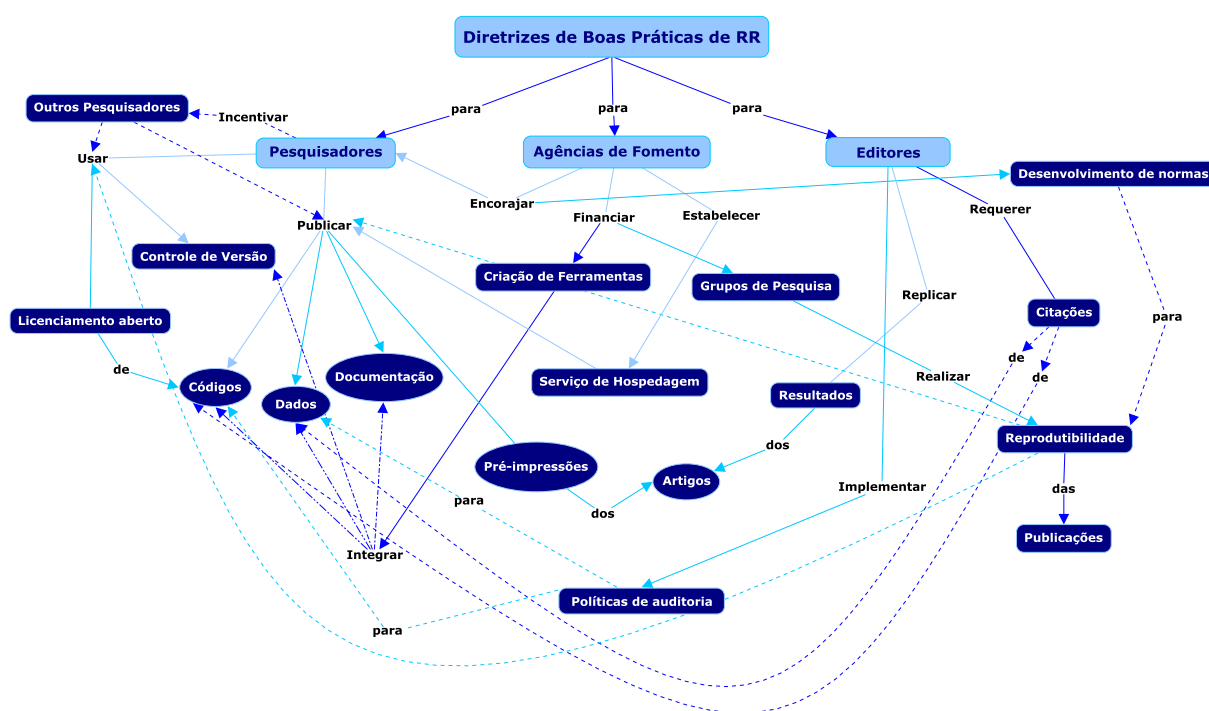 Diretrizes de Boas Práticas de RR
Outros Pesquisadores
Incentivar
para
para
para
Usar
Pesquisadores
Agências de Fomento
Editores
Desenvolvimento de normas
Encorajar
Financiar
Estabelecer
Requerer
Publicar
Controle de Versão
Criação de Ferramentas
Grupos de Pesquisa
Replicar
Licenciamento aberto
Citações
para
de
Códigos
Dados
Documentação
Serviço de Hospedagem
Resultados
Realizar
de
de
Pré-impressões
dos
Artigos
dos
Reprodutibilidade
para
Implementar
das
Integrar
Publicações
Políticas de auditoria
para